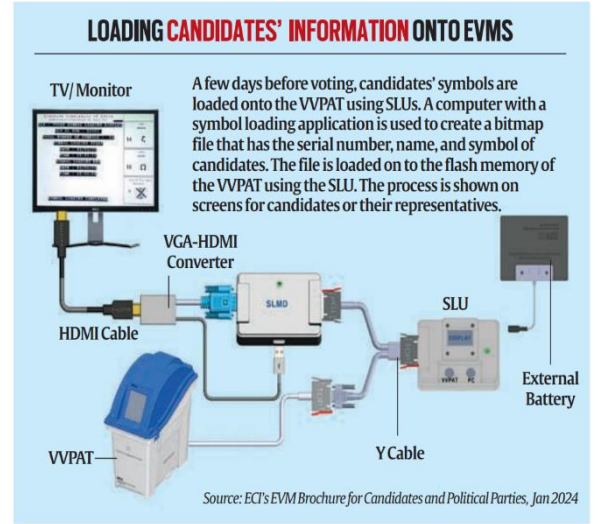 LOADING CANDIDATES' INFORMATION ONTO EVMS
TV/Monitor
A few days before voting, candidates' symbols are
loaded onto the VVPAT using SLUs. A computer with a
symbol loading application is used to create a bitmap
file that has the serial number, name, and symbol of
candidates. The file is loaded on to the flash memory of
the VVPAT using the SLU. The process is shown on
screens for candidates or their representatives.
VGA-HDMI
Converter
SLMD
SLU
HDMI Cable
DISPLAY
VVPAT PC
External
Battery
VVPAT
Y Cable
Source: ECI's EVM Brochure for Candidates and Political Parties, Jan 2024